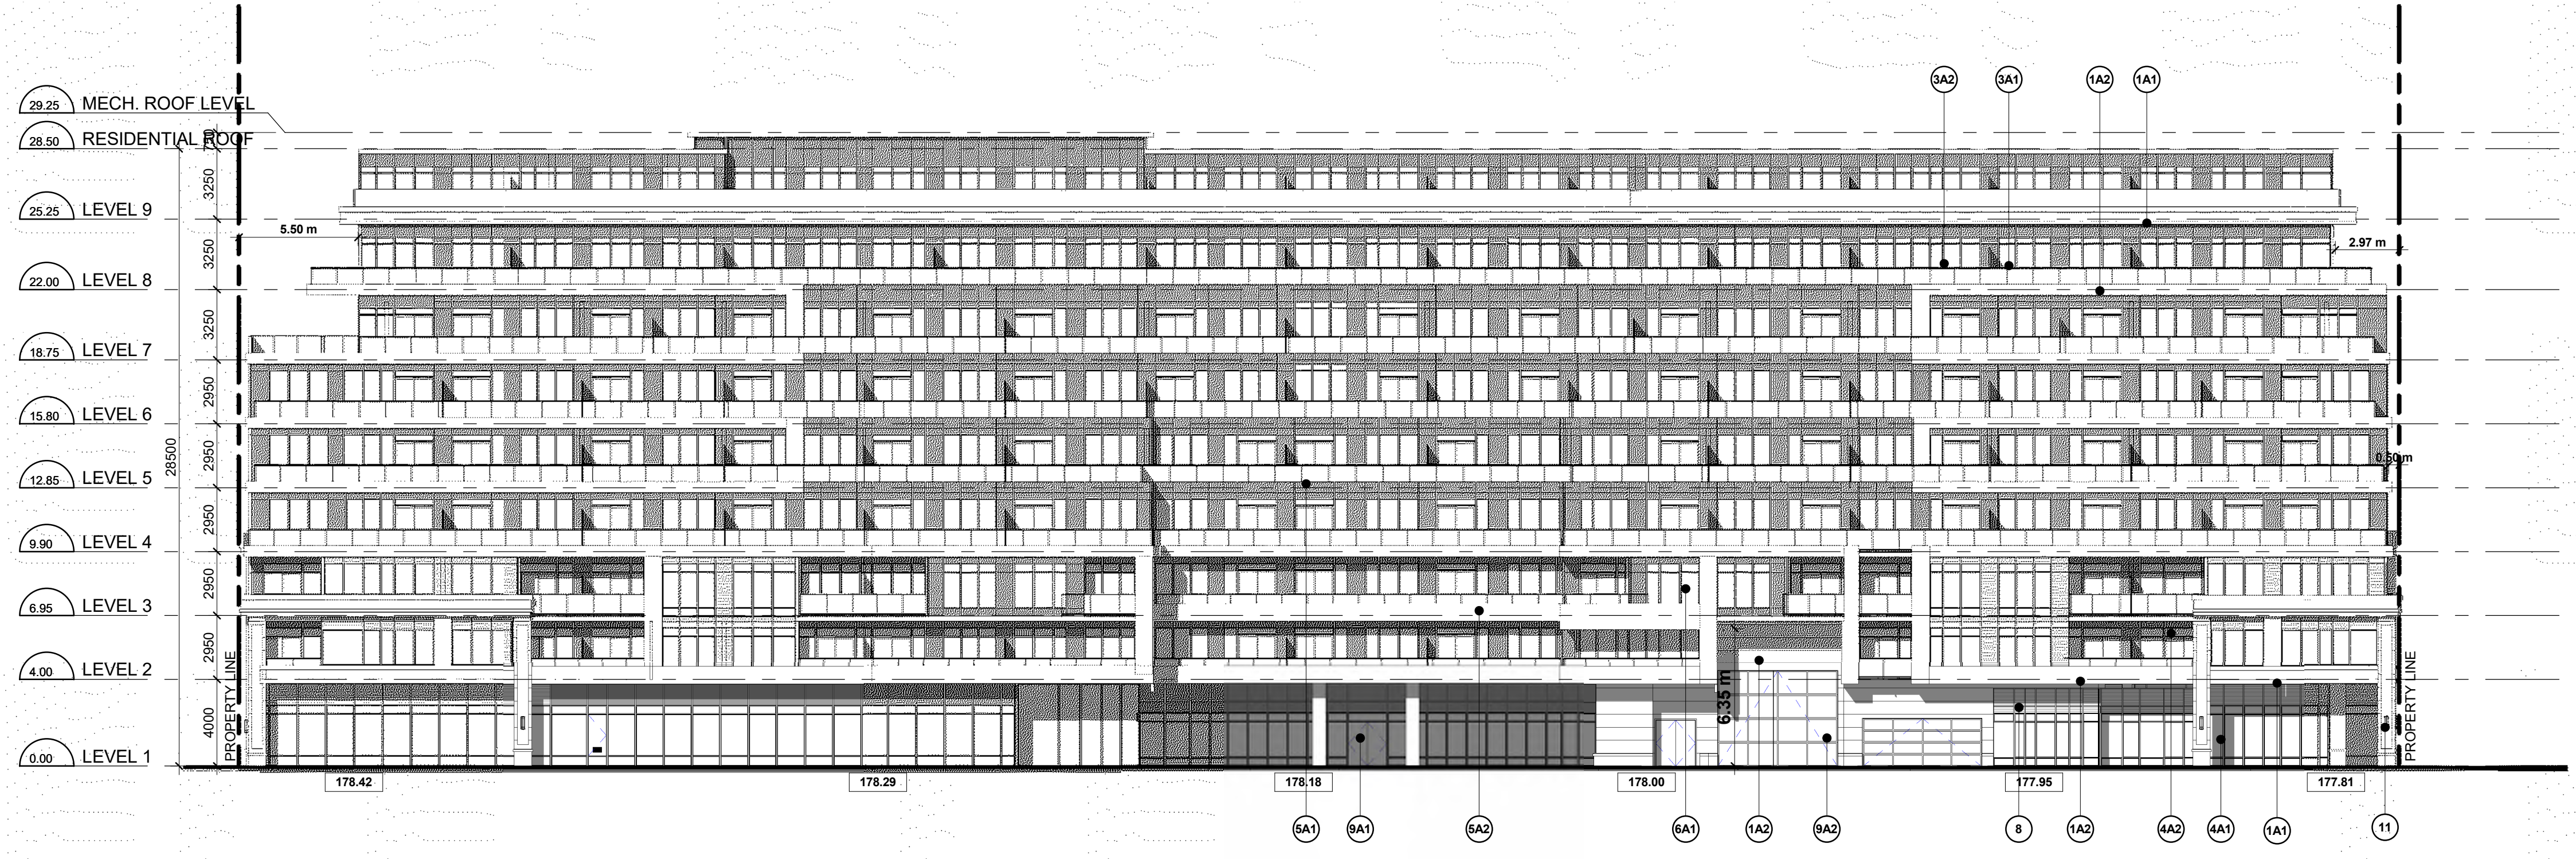 3A2 3A1 1A2 1A1
29.25 MECH. ROOF LEVEL
750
28.50 RESIDENTIAL ROOF
3250
25.25 LEVEL 9
5.50 m
2.97 m
3250
22.00 LEVEL 8
3250
18.75 LEVEL 7
2950
15.80 LEVEL 6
28500
2950
0.50 m
12.85 LEVEL 5
2950
9.90 LEVEL 4
2950
6.95 LEVEL 3
2950
4.00 LEVEL 2
6.35 m
4000
PROPERTY LINE
PROPERTY LINE
0.00 LEVEL 1
178.42 178.29 178.18 178.00 177.95 177.81
5A1 9A1 5A2 6A1 1A2 9A2 8 1A2 4A2 4A1 1A1 11